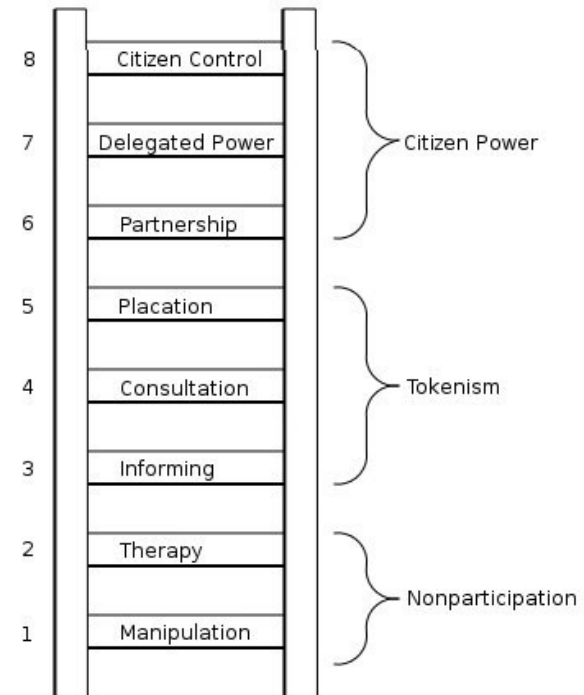 8 Citizen Control
7 Delegated Power
Citizen Power
6 Partnership
5 Placation
4 Consultation
Tokenism
3 Informing
2 Therapy
Nonparticipation
1 Manipulation